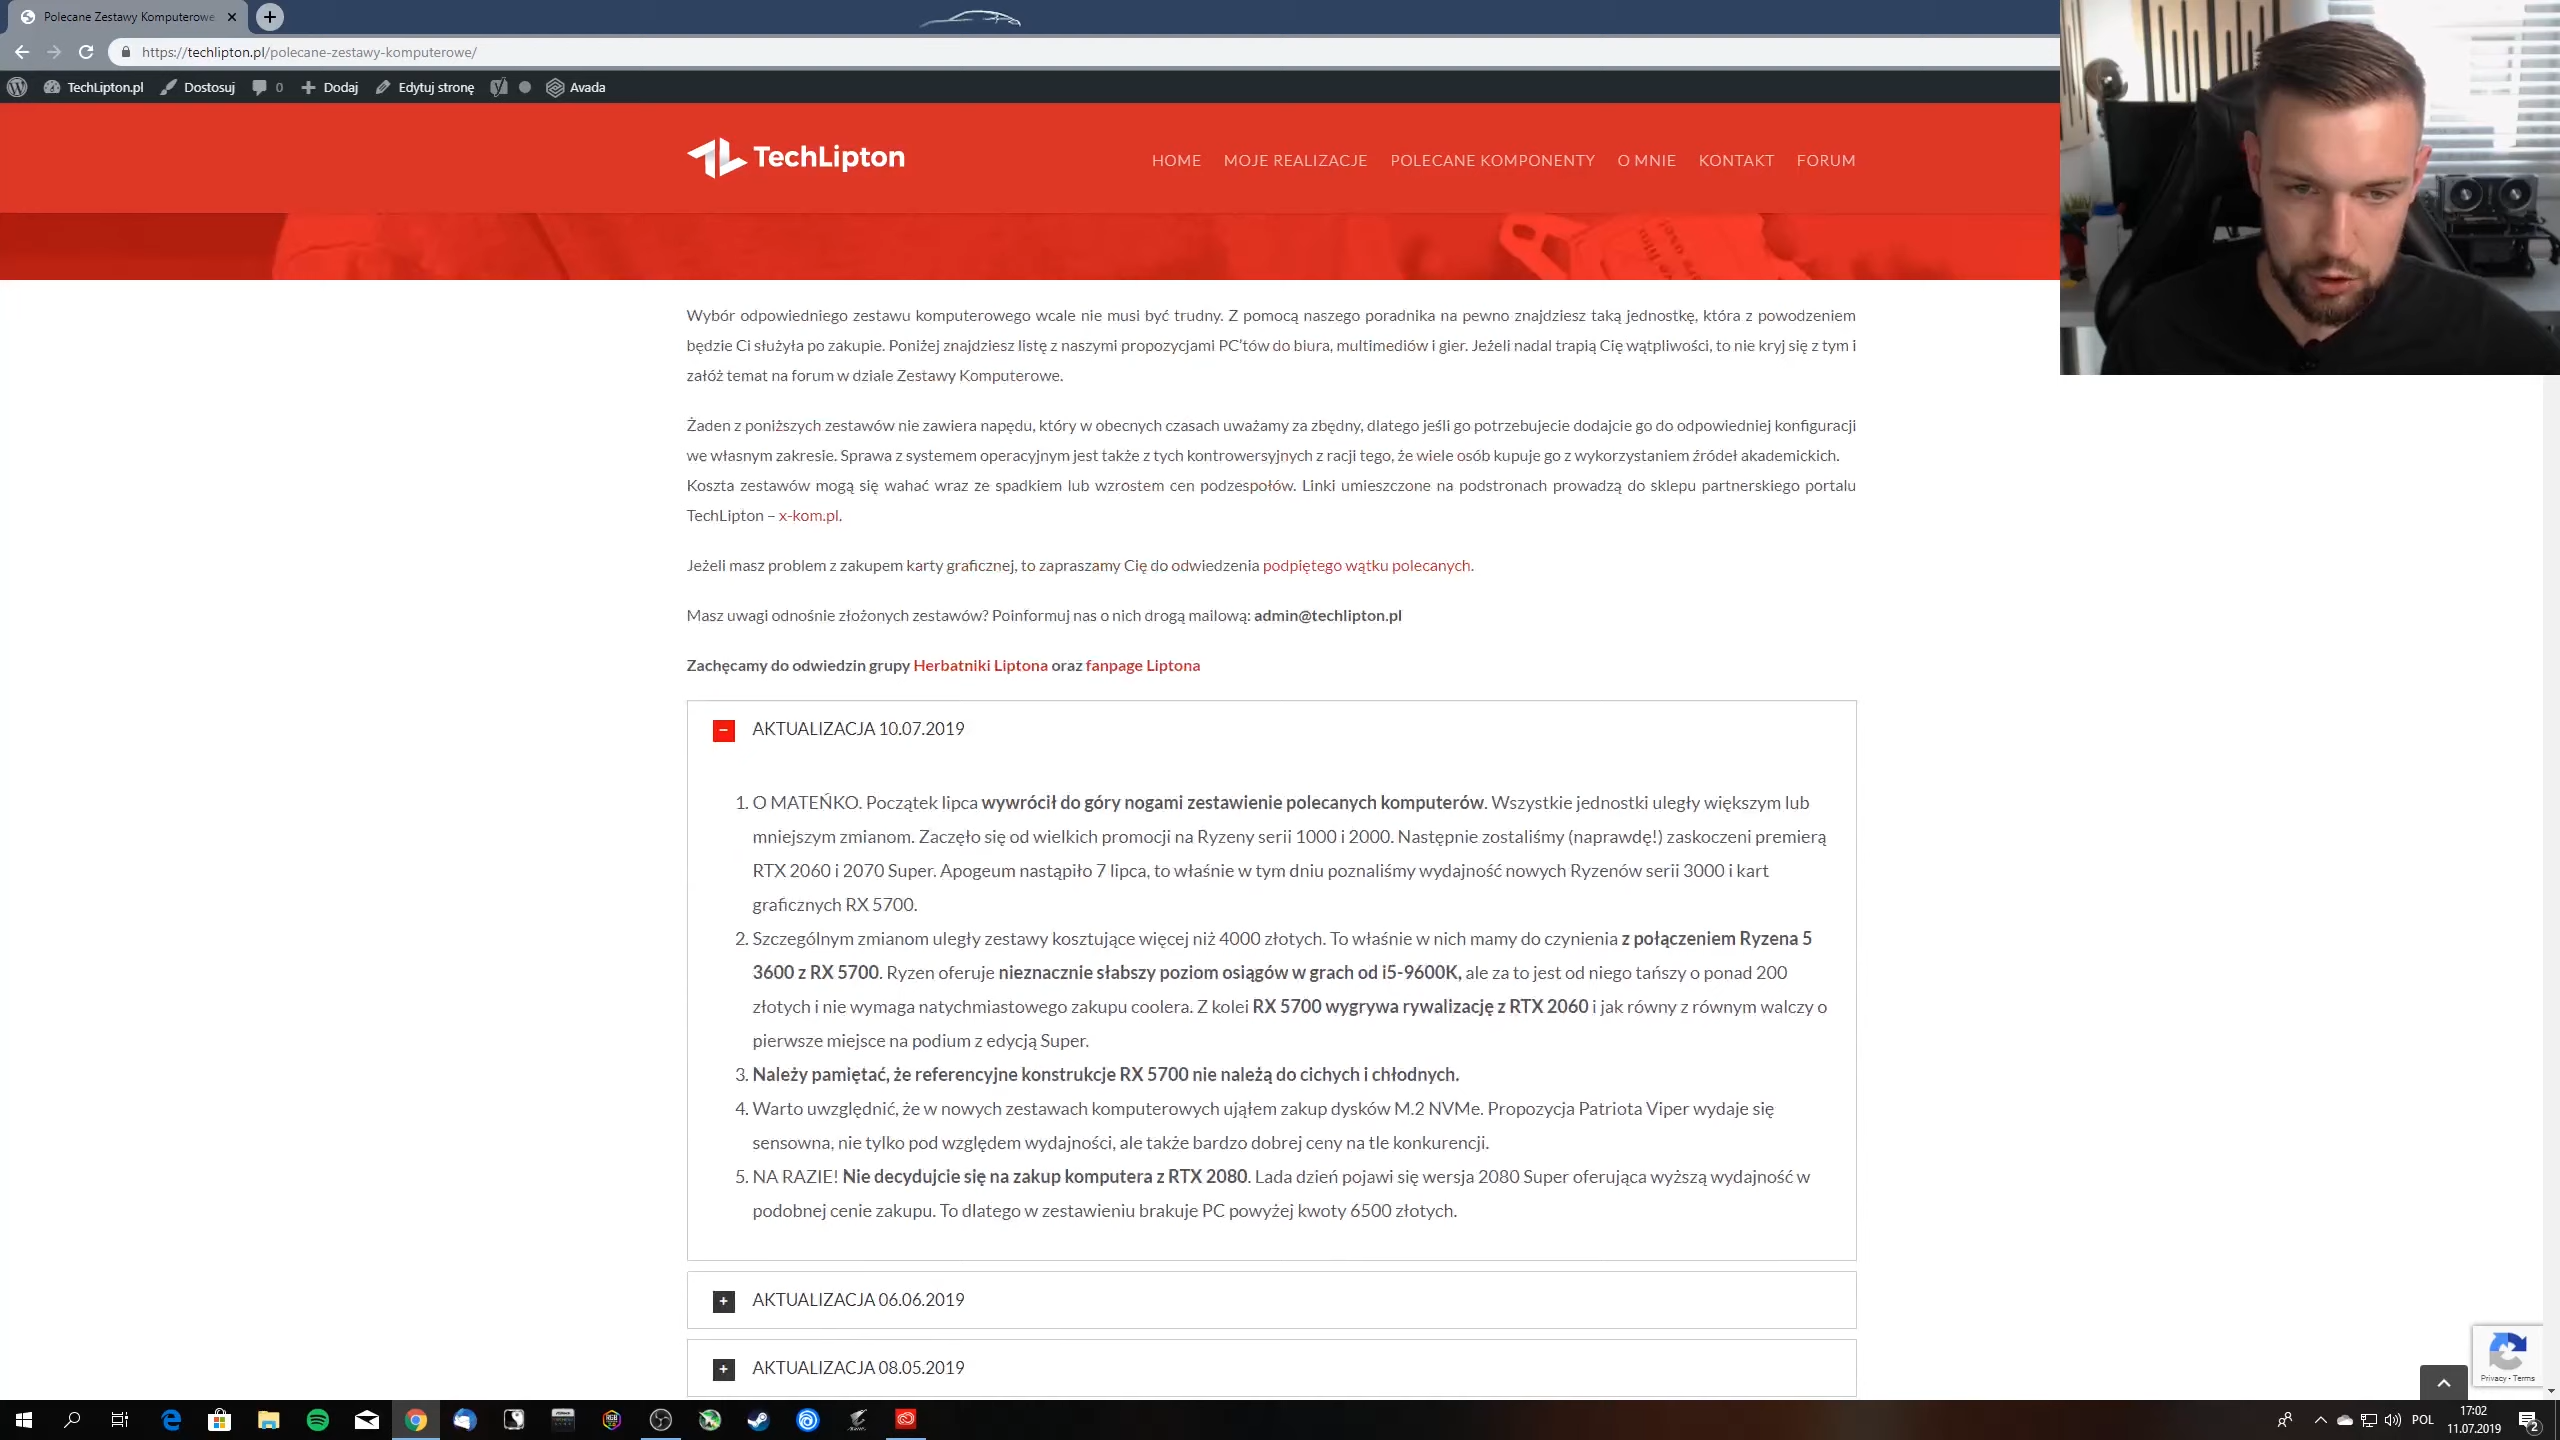 Polecane Zestawy Komputerowe
https://techlipton.pl/polecane-zestawy-komputerowe/
TechLipton.pl Dostosuj 0 Dodaj Edytuj stronę Avada
TechLipton
HOME MOJE REALIZACJE POLECANE KOMPONENTY O MNIE KONTAKT FORUM
Wybór odpowiedniego zestawu komputerowego wcale nie musi być trudny. Z pomocą naszego poradnika na pewno znajdziesz taką jednostkę, która z powodzeniem
będzie Ci służyła po zakupie. Poniżej znajdziesz listę z naszymi propozycjami PC'tów do biura, multimediów i gier. Jeżeli nadal trapią Cię wątpliwości, to nie kryj się z tym i
załóż temat na forum w dziale Zestawy Komputerowe.
Żaden z poniższych zestawów nie zawiera napędu, który w obecnych czasach uważamy za zbędny, dlatego jeśli go potrzebujecie dodajcie go do odpowiedniej konfiguracji
we własnym zakresie. Sprawa z systemem operacyjnym jest także z tych kontrowersyjnych z racji tego, że wiele osób kupuje go z wykorzystaniem źródeł akademickich.
Koszta zestawów mogą się wahać wraz ze spadkiem lub wzrostem cen podzespołów. Linki umieszczone na podstronach prowadzą do sklepu partnerskiego portalu
TechLipton – x-kom.pl.
Jeżeli masz problem z zakupem karty graficznej, to zapraszamy Cię do odwiedzenia podpiętego wątku polecanych.
Masz uwagi odnośnie złożonych zestawów? Poinformuj nas o nich drogą mailową: admin@techlipton.pl
Zachęcamy do odwiedzin grupy Herbatniki Liptona oraz fanpage Liptona
AKTUALIZACJA 10.07.2019
1. O MATEŃKO. Początek lipca wywrócił do góry nogami zestawienie polecanych komputerów. Wszystkie jednostki uległy większym lub
mniejszym zmianom. Zaczęło się od wielkich promocji na Ryzeny serii 1000 i 2000. Następnie zostaliśmy (naprawdę!) zaskoczeni premierą
RTX 2060 i 2070 Super. Apogeum nastąpiło 7 lipca, to właśnie w tym dniu poznaliśmy wydajność nowych Ryzenów serii 3000 i kart
graficznych RX 5700.
2. Szczególnym zmianom uległy zestawy kosztujące więcej niż 4000 złotych. To właśnie w nich mamy do czynienia z połączeniem Ryzena 5
3600 z RX 5700. Ryzen oferuje nieznacznie słabszy poziom osiągów w grach od i5-9600K, ale za to jest od niego tańszy o ponad 200
złotych i nie wymaga natychmiastowego zakupu coolera. Z kolei RX 5700 wygrywa rywalizację z RTX 2060 i jak równy z równym walczy o
pierwsze miejsce na podium z edycją Super.
3. Należy pamiętać, że referencyjne konstrukcje RX 5700 nie należą do cichych i chłodnych.
4. Warto uwzględnić, że w nowych zestawach komputerowych ująłem zakup dysków M.2 NVMe. Propozycja Patriota Viper wydaje się
sensowna, nie tylko pod względem wydajności, ale także bardzo dobrej ceny na tle konkurencji.
5. NA RAZIE! Nie decydujcie się na zakup komputera z RTX 2080. Lada dzień pojawi się wersja 2080 Super oferująca wyższą wydajność w
podobnej cenie zakupu. To dlatego w zestawieniu brakuje PC powyżej kwoty 6500 złotych.
AKTUALIZACJA 06.06.2019
AKTUALIZACJA 08.05.2019
Privacy - Terms
POL
17:02
11.07.2019
2